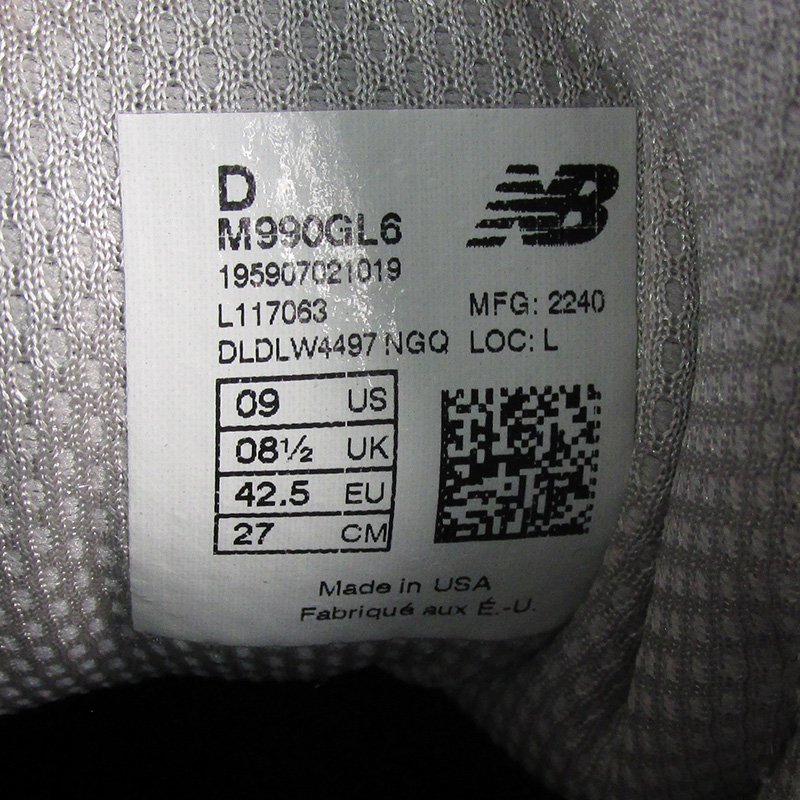 D
M990GL6
195907021019
L117063
DLDLW4497 NGQ
NB
MFG: 2240
LOC: L
09 US
08½ UK
42.5 EU
27 CM
Made in USA
Fabriqué aux É.-U.